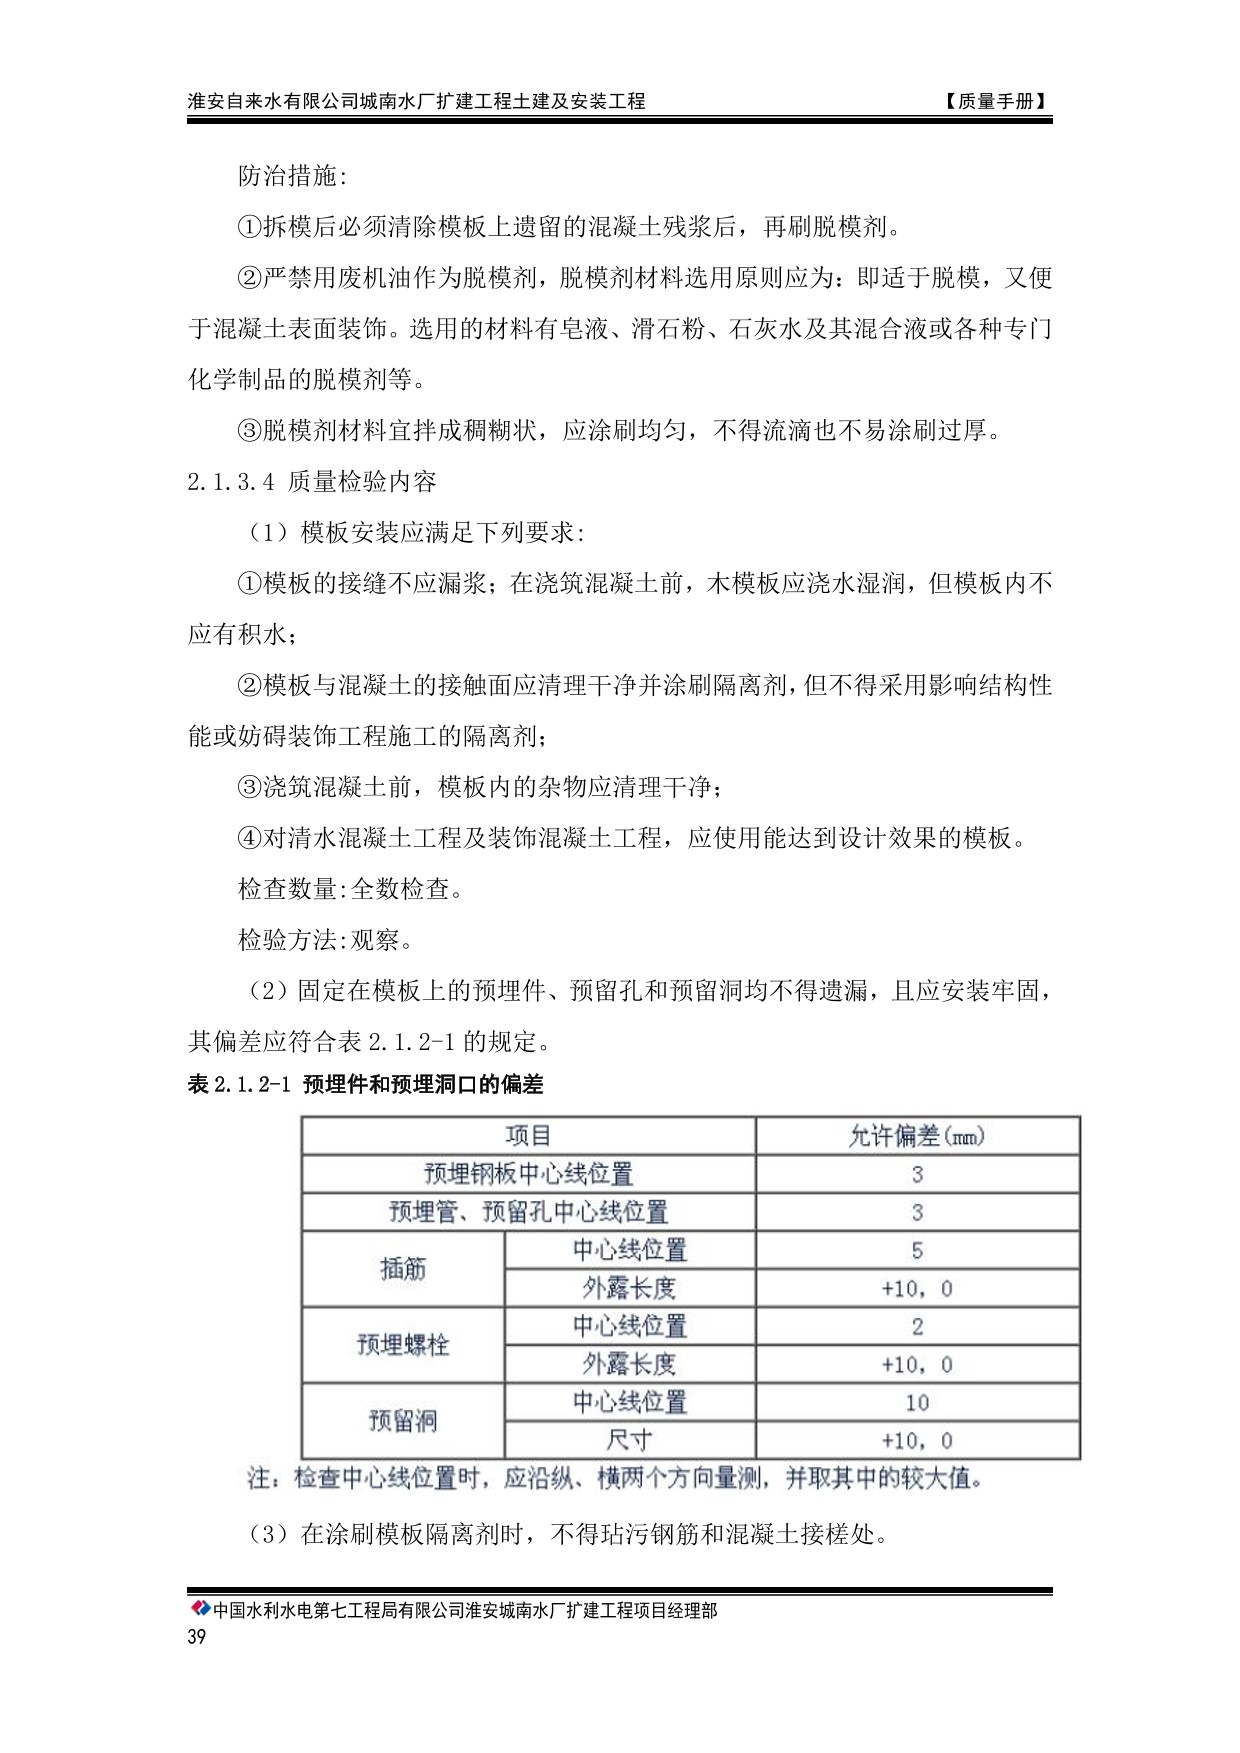 淮安自来水有限公司城南水厂扩建工程土建及安装工程 【质量手册】
防治措施:
①拆模后必须清除模板上遗留的混凝土残浆后，再刷脱模剂。
②严禁用废机油作为脱模剂，脱模剂材料选用原则应为：即适于脱模，又便
于混凝土表面装饰。选用的材料有皂液、滑石粉、石灰水及其混合液或各种专门
化学制品的脱模剂等。
③脱模剂材料宜拌成稠糊状，应涂刷均匀，不得流滴也不易涂刷过厚。
2.1.3.4 质量检验内容
（1）模板安装应满足下列要求:
①模板的接缝不应漏浆；在浇筑混凝土前，木模板应浇水湿润，但模板内不
应有积水；
②模板与混凝土的接触面应清理干净并涂刷隔离剂，但不得采用影响结构性
能或妨碍装饰工程施工的隔离剂；
③浇筑混凝土前，模板内的杂物应清理干净；
④对清水混凝土工程及装饰混凝土工程，应使用能达到设计效果的模板。
检查数量:全数检查。
检验方法:观察。
（2）固定在模板上的预埋件、预留孔和预留洞均不得遗漏，且应安装牢固，
其偏差应符合表 2.1.2-1 的规定。
表 2.1.2-1 预埋件和预埋洞口的偏差
项目 允许偏差(mm)
预埋钢板中心线位置 3
预埋管、预留孔中心线位置 3
插筋 中心线位置 5
外露长度 +10，0
预埋螺栓 中心线位置 2
外露长度 +10，0
预留洞 中心线位置 10
尺寸 +10，0
注：检查中心线位置时，应沿纵、横两个方向量测，并取其中的较大值。
（3）在涂刷模板隔离剂时，不得玷污钢筋和混凝土接槎处。
中国水利水电第七工程局有限公司淮安城南水厂扩建工程项目经理部
39